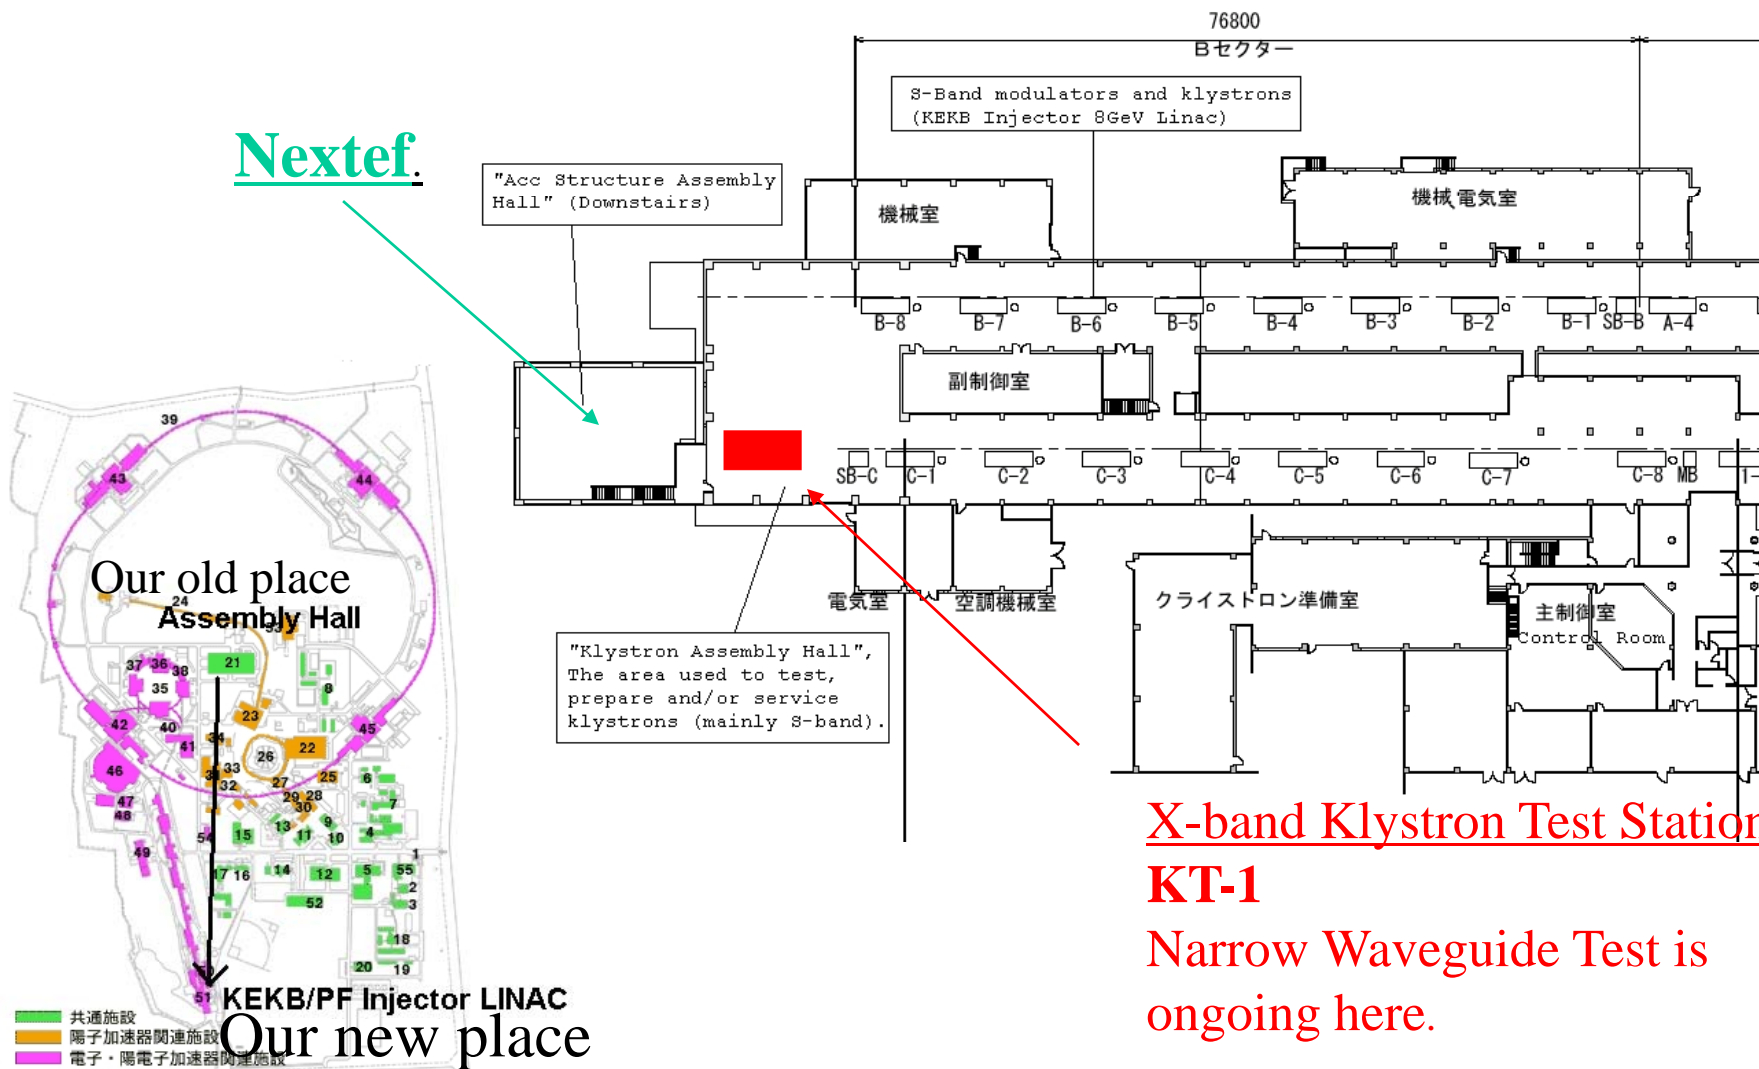 76800
Bセクター
S-Band modulators and klystrons
(KEKB Injector 8GeV Linac)
Nextef.
"Acc Structure Assembly
Hall" (Downstairs)
機械室
機械電気室
B-8
B-7
B-6
B-5
B-4
B-3
B-2
B-1
SB-B
A-4
副制御室
SB-C
C-1
C-2
C-3
C-4
C-5
C-6
C-7
C-8
MB
1-
電気室
空調機械室
クライストロン準備室
主制御室
Control Room
"Klystron Assembly Hall",
The area used to test,
prepare and/or service
klystrons (mainly S-band).
X-band Klystron Test Station
KT-1
Narrow Waveguide Test is
ongoing here.
39
43
44
Our old place
24
Assembly Hall
37
36
38
21
35
8
42
40
23
45
41
34
26
22
46
33
31
27
25
6
32
47
29
28
7
48
30
13
9
54
15
11
10
4
49
1
17
16
14
12
5
55
2
52
3
18
20
19
51
KEKB/PF Injector LINAC
Our new place
共通施設
陽子加速器関連施設
電子・陽電子加速器関連施設